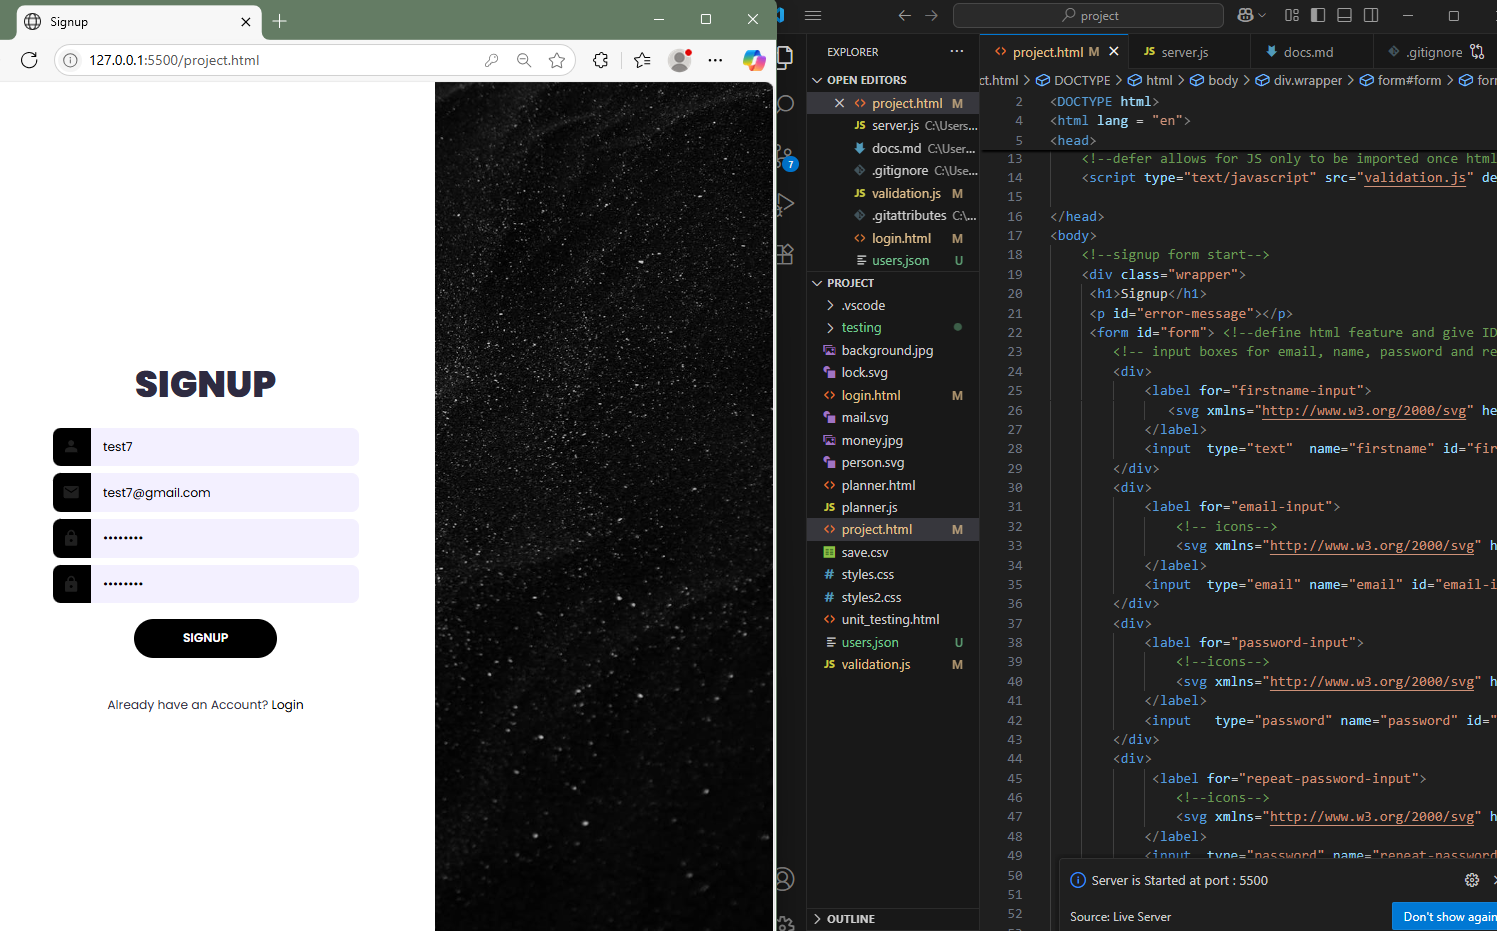 Signup
127.0.0.1:5500/project.html
SIGNUP
test7
test7@gmail.com
••••••••
••••••••
SIGNUP
Already have an Account? Login
project
EXPLORER
OPEN EDITORS
project.html M
server.js C:\Users...
docs.md C:\User...
.gitignore C:\Use...
validation.js M
.gitattributes C:\...
login.html M
users,json U
7
PROJECT
.vscode
testing
background.jpg
lock.svg
login.html M
mail.svg
money.jpg
person.svg
planner.html
planner.js
project.html M
save.csv
styles.css
styles2.css
unit_testing.html
users,json U
validation.js M
OUTLINE
project.html M
server.js
docs.md
.gitignore
ct.html > DOCTYPE > html > body > div.wrapper > form#form > for
2 <DOCTYPE html>
4 <html lang = "en">
5 <head>
13 <!--defer allows for JS only to be imported once html
14 <script type="text/javascript" src="validation.js" de
15
16 </head>
17 <body>
18 <!--signup form start-->
19 <div class="wrapper">
20 <h1>Signup</h1>
21 <p id="error-message"></p>
22 <form id="form"> <!--define html feature and give ID
23 <!-- input boxes for email, name, password and re
24 <div>
25 <label for="firstname-input">
26 <svg xmlns="http://www.w3.org/2000/svg" he
27 </label>
28 <input type="text" name="firstname" id="fir
29 </div>
30 <div>
31 <label for="email-input">
32 <!-- icons-->
33 <svg xmlns="http://www.w3.org/2000/svg" h
34 </label>
35 <input type="email" name="email" id="email-i
36 </div>
37 <div>
38 <label for="password-input">
39 <!--icons-->
40 <svg xmlns="http://www.w3.org/2000/svg" h
41 </label>
42 <input type="password" name="password" id="
43 </div>
44 <div>
45 <label for="repeat-password-input">
46 <!--icons-->
47 <svg xmlns="http://www.w3.org/2000/svg" h
48 </label>
49 <input type="password" name="repeat-password
50
51
52
Server is Started at port : 5500
Source: Live Server
Don't show again